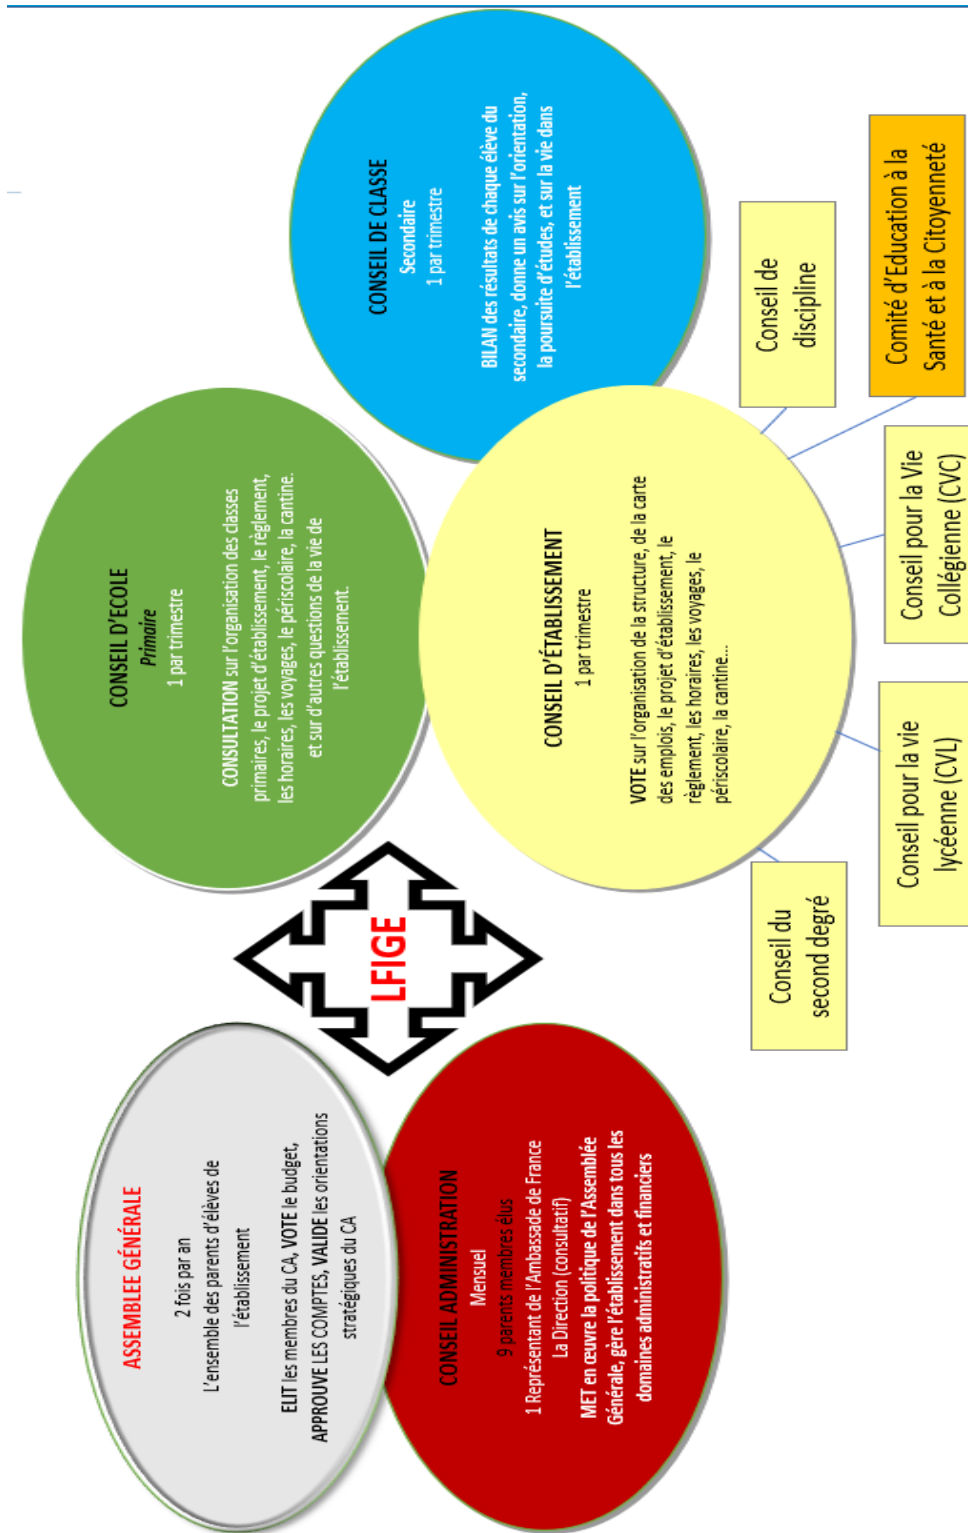 ASSEMBLEE GÉNÉRALE
2 fois par an
L'ensemble des parents d'élèves de
l'établissement
ELIT les membres du CA, VOTE le budget,
APPROUVE LES COMPTES, VALIDE les orientations
stratégiques du CA
CONSEIL ADMINISTRATION
Mensuel
9 parents membres élus
1 Représentant de l'Ambassade de France
La Direction (consultatif)
MET en œuvre la politique de l'Assemblée
Générale, gère l'établissement dans tous les
domaines administratifs et financiers
LFIGE
CONSEIL D'ECOLE
Primaire
1 par trimestre
CONSULTATION sur l'organisation des classes
primaires, le projet d'établissement, le règlement,
les horaires, les voyages, le périscolaire, la cantine.
et sur d'autres questions de la vie de
l'établissement.
CONSEIL D'ÉTABLISSEMENT
1 par trimestre
VOTE sur l'organisation de la structure, de la carte
des emplois, le projet d'établissement, le
règlement, les horaires, les voyages, le
périscolaire, la cantine...
CONSEIL DE CLASSE
Secondaire
1 par trimestre
BILAN des résultats de chaque élève du
secondaire, donne un avis sur l'orientation,
la poursuite d'études, et sur la vie dans
l'établissement
Conseil du
second degré
Conseil pour la vie
lycéenne (CVL)
Conseil pour la Vie
Collégienne (CVC)
Conseil de
discipline
Comité d'Education à la
Santé et à la Citoyenneté